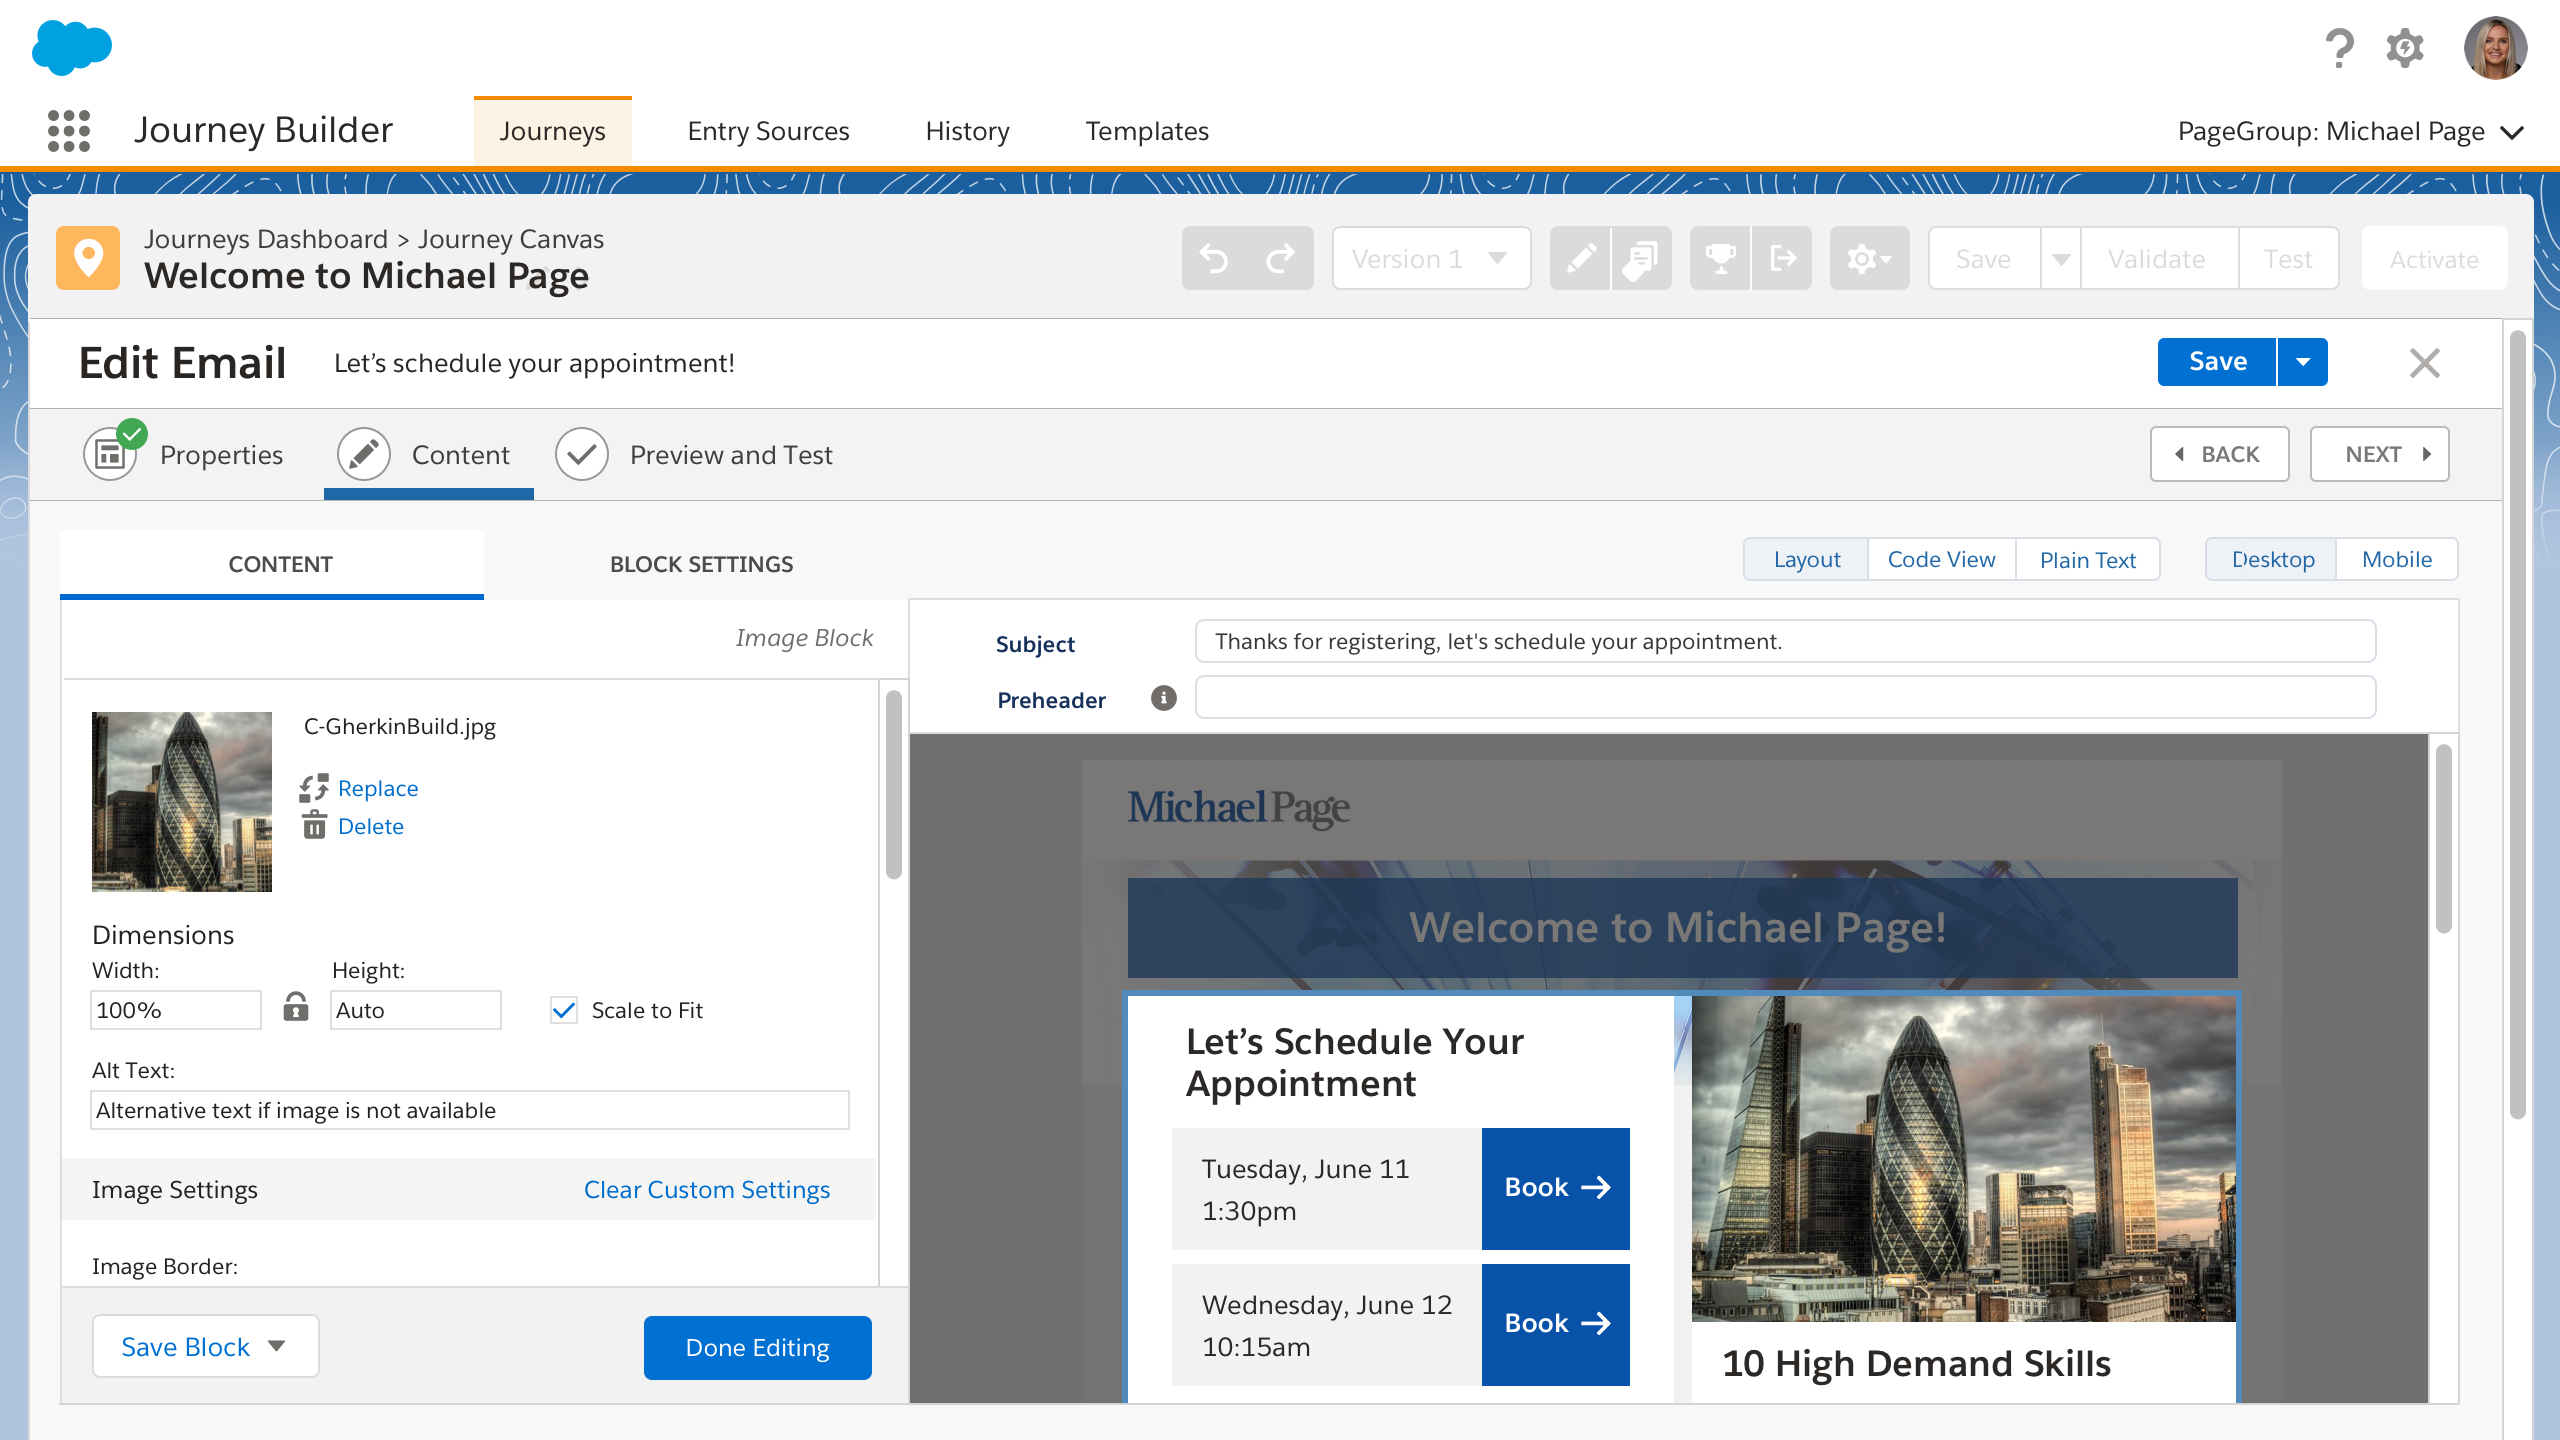 Journey Builder
Journeys
Entry Sources
History
Templates
PageGroup: Michael Page
Journeys Dashboard > Journey Canvas
Welcome to Michael Page
Version 1
Save
Validate
Test
Activate
Edit Email
Let’s schedule your appointment!
Save
Properties
Content
Preview and Test
BACK
NEXT
CONTENT
BLOCK SETTINGS
Layout
Code View
Plain Text
Desktop
Mobile
Image Block
C-GherkinBuild.jpg
Replace
Delete
Dimensions
Width:
Height:
100%
Auto
Scale to Fit
Alt Text:
Alternative text if image is not available
Image Settings
Clear Custom Settings
Image Border:
Save Block
Done Editing
Subject
Thanks for registering, let's schedule your appointment.
Preheader
MichaelPage
Welcome to Michael Page!
Let’s Schedule Your
Appointment
Tuesday, June 11
1:30pm
Book
Wednesday, June 12
10:15am
Book
10 High Demand Skills